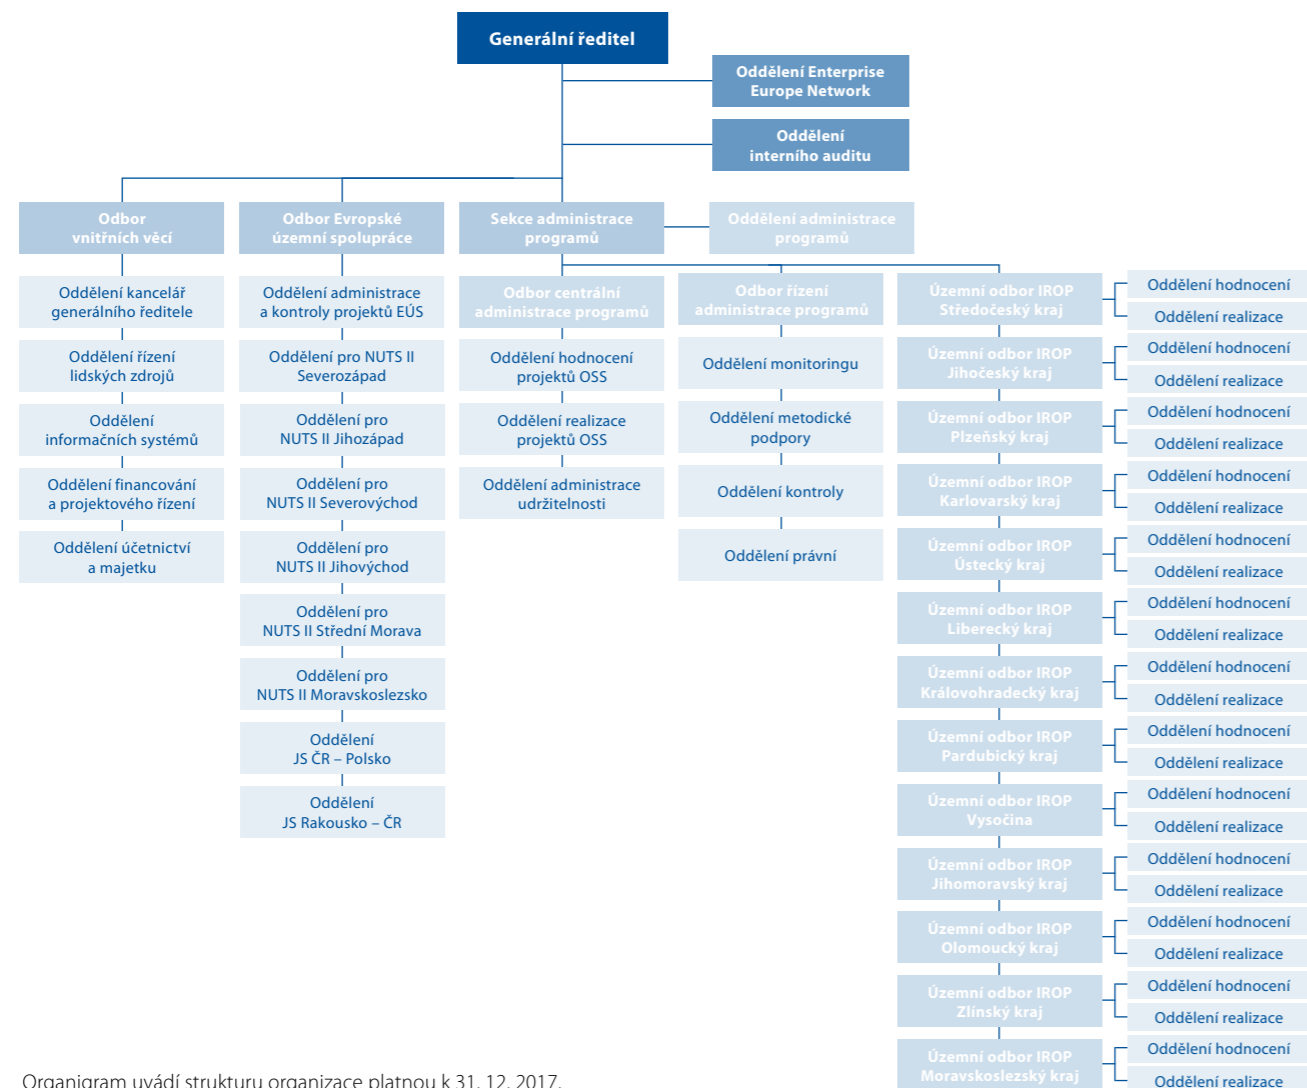 Generální ředitel
Oddělení Enterprise
Europe Network
Oddělení
interního auditu
Odbor
vnitřních věcí
Odbor Evropské
územní spolupráce
Sekce administrace
programů
Oddělení administrace
programů
Oddělení kancelář
generálního ředitele
Oddělení řízení
lidských zdrojů
Oddělení
informačních systémů
Oddělení financování
a projektového řízení
Oddělení účetnictví
a majetku
Oddělení administrace
a kontroly projektů EÚS
Oddělení pro NUTS II
Severozápad
Oddělení pro
NUTS II Jihozápad
Oddělení pro
NUTS II Severovýchod
Oddělení pro
NUTS II Jihovýchod
Oddělení pro
NUTS II Střední Morava
Oddělení pro
NUTS II Moravskoslezsko
Oddělení
JS ČR – Polsko
Oddělení
JS Rakousko – ČR
Odbor centrální
administrace programů
Oddělení hodnocení
projektů OSS
Oddělení realizace
projektů OSS
Oddělení administrace
udržitelnosti
Odbor řízení
administrace programů
Oddělení monitoringu
Oddělení metodické
podpory
Oddělení kontroly
Oddělení právní
Územní odbor IROP
Středočeský kraj
Oddělení hodnocení
Oddělení realizace
Územní odbor IROP
Jihočeský kraj
Oddělení hodnocení
Oddělení realizace
Územní odbor IROP
Plzeňský kraj
Oddělení hodnocení
Oddělení realizace
Územní odbor IROP
Karlovarský kraj
Oddělení hodnocení
Oddělení realizace
Územní odbor IROP
Ústecký kraj
Oddělení hodnocení
Oddělení realizace
Územní odbor IROP
Liberecký kraj
Oddělení hodnocení
Oddělení realizace
Územní odbor IROP
Královohradecký kraj
Oddělení hodnocení
Oddělení realizace
Územní odbor IROP
Pardubický kraj
Oddělení hodnocení
Oddělení realizace
Územní odbor IROP
Vysočina
Oddělení hodnocení
Oddělení realizace
Územní odbor IROP
Jihomoravský kraj
Oddělení hodnocení
Oddělení realizace
Územní odbor IROP
Olomoucký kraj
Oddělení hodnocení
Oddělení realizace
Územní odbor IROP
Zlínský kraj
Oddělení hodnocení
Oddělení realizace
Územní odbor IROP
Moravskoslezský kraj
Oddělení hodnocení
Oddělení realizace
Organigram uvádí strukturu organizace platnou k 31. 12. 2017.